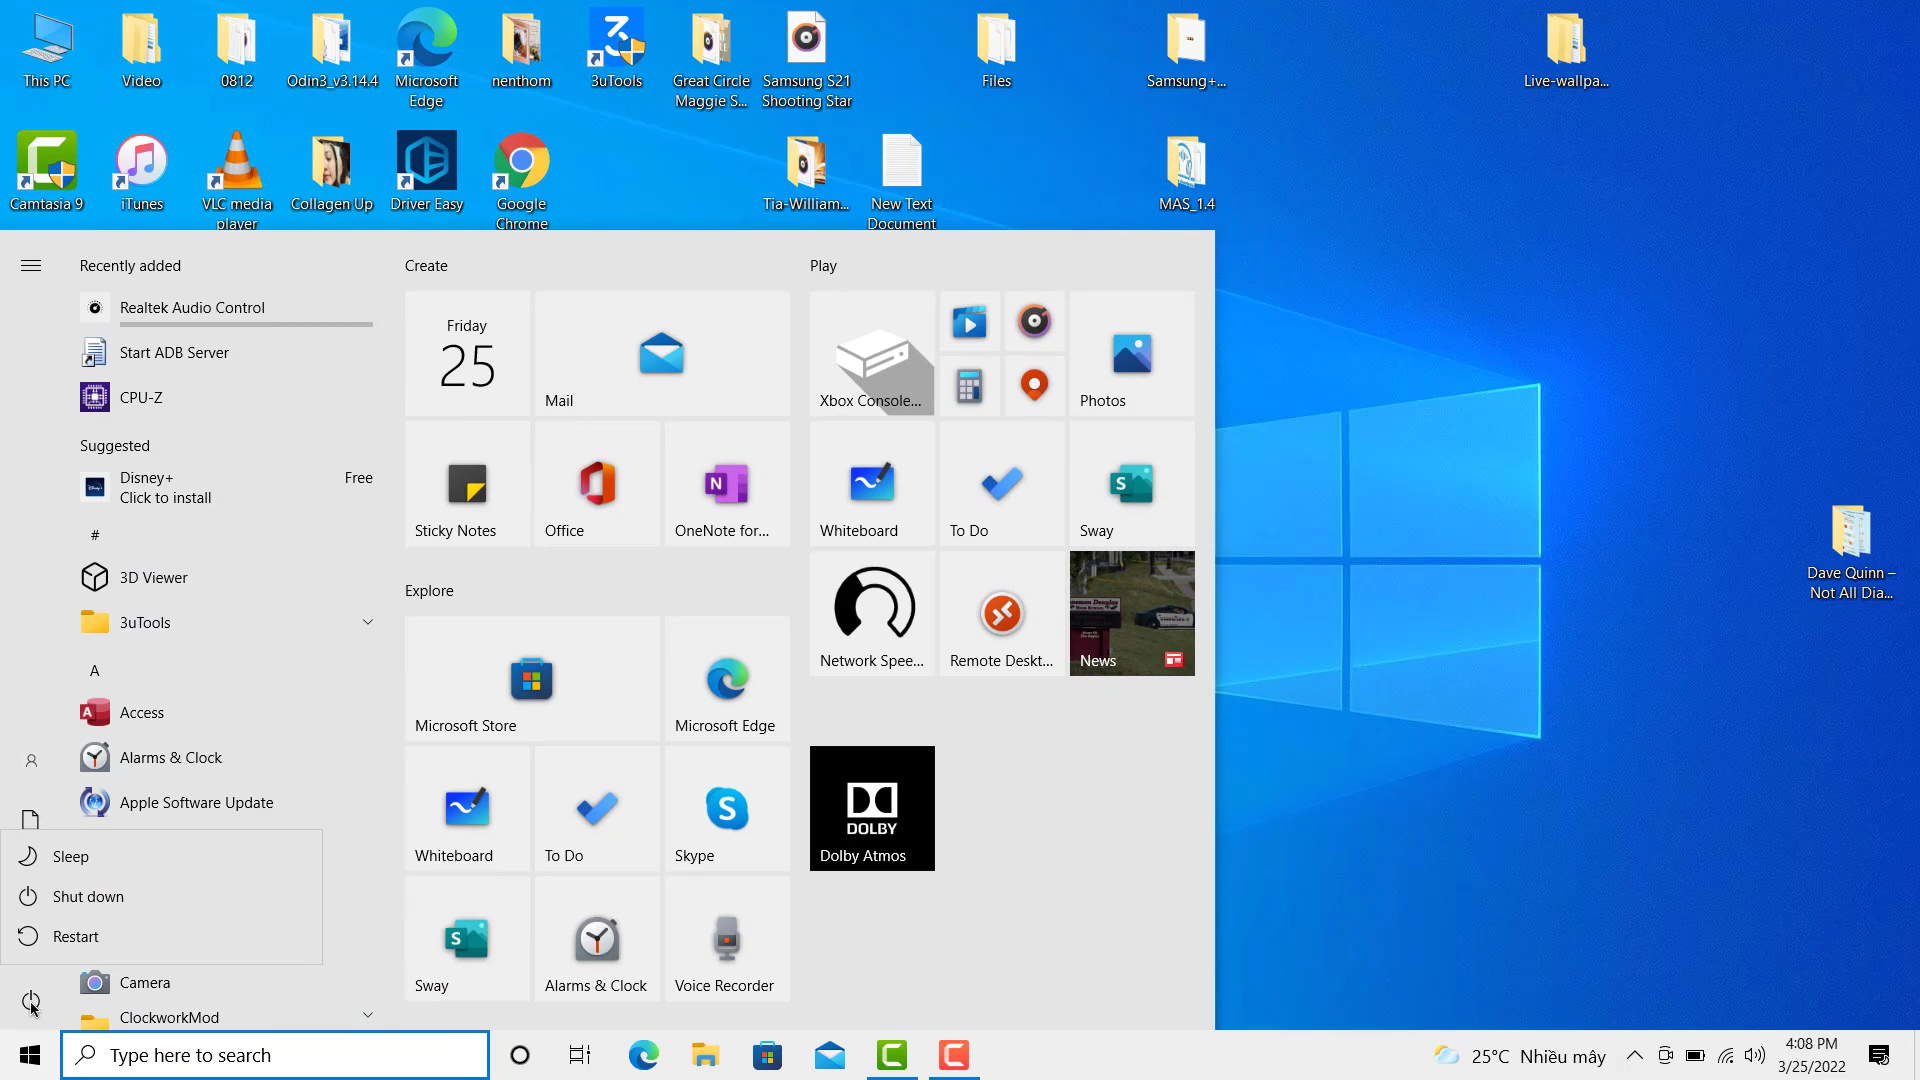 This PC
Video
0812
Odin3_v3.14.4
Microsoft
Edge
nenthom
3uTools
Great Circle
Maggie S...
Samsung S21
Shooting Star
Files
Samsung+...
Live-wallpa...
Camtasia 9
iTunes
VLC media
player
Collagen Up
Driver Easy
Google
Chrome
Tia-William...
New Text
Document
MAS_1.4
Dave Quinn –
Not All Dia...
Recently added
Realtek Audio Control
Start ADB Server
CPU-Z
Suggested
Disney+
Free
Click to install
#
3D Viewer
3uTools
A
Access
Alarms & Clock
Apple Software Update
Sleep
Shut down
Restart
Camera
ClockworkMod
Create
Friday
25
Mail
Sticky Notes
Office
OneNote for...
Explore
Microsoft Store
Microsoft Edge
Whiteboard
To Do
Skype
Sway
Alarms & Clock
Voice Recorder
Play
Xbox Console...
Photos
Whiteboard
To Do
Sway
Network Spee...
Remote Deskt...
News
DOLBY
Dolby Atmos
Type here to search
25°C Nhiều mây
4:08 PM
3/25/2022